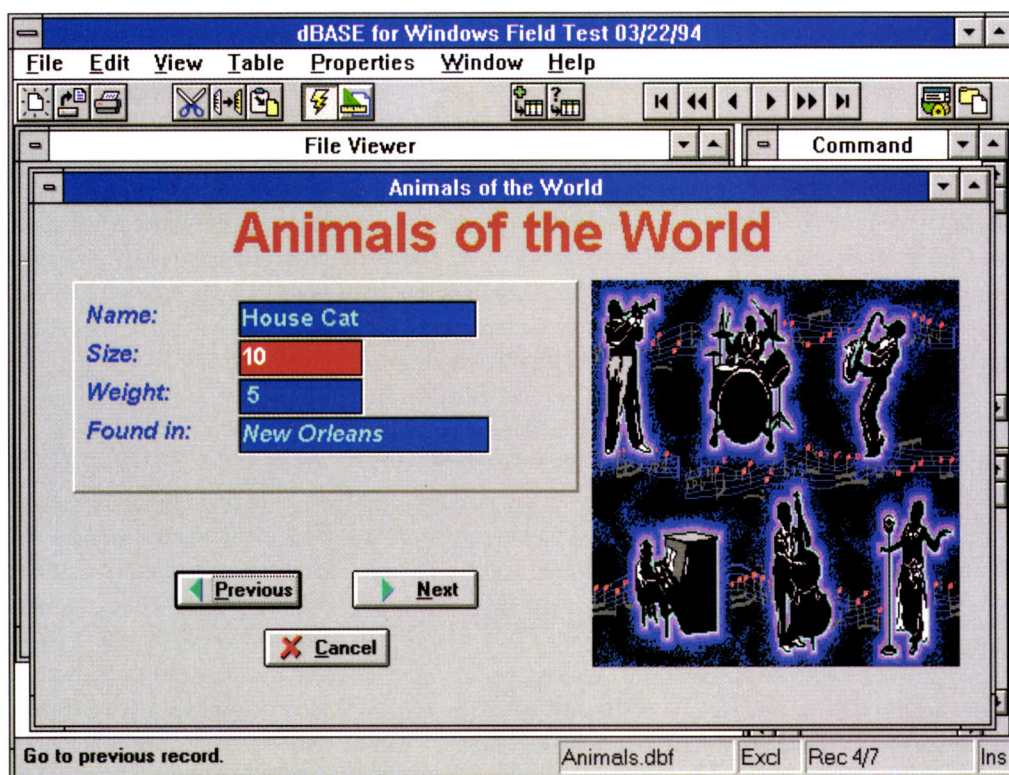 dBASE for Windows Field Test 03/22/94
File Edit View Table Properties Window Help
File Viewer
Command
Animals of the World
Animals of the World
Name: House Cat
Size: 10
Weight: 5
Found in: New Orleans
Previous Next
Cancel
Go to previous record. Animals.dbf Excl Rec 4/7 Ins